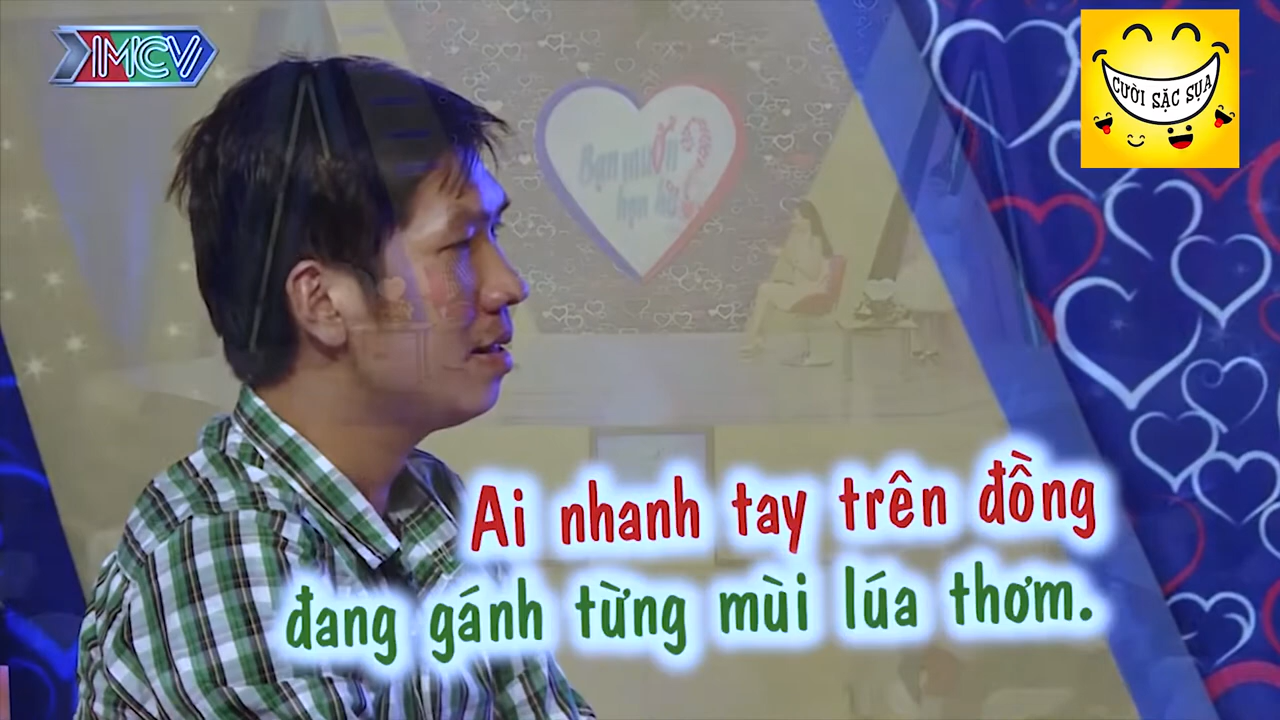 MCV
CƯỜI SẶC SỤA
Bạn muốn
hẹn hò?
Ai nhanh tay trên đồng
đang gánh từng mùi lúa thơm.